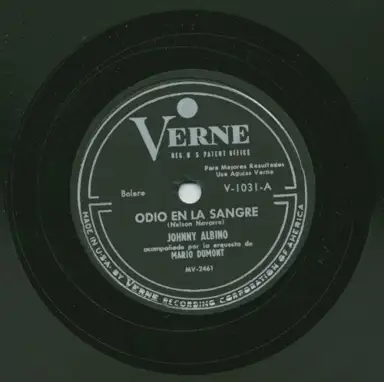 VERNE
REG. U S PATENT OFFICE
Para Mejores Resultados
Use Agujas Verne
Bolero
V-1031-A
ODIO EN LA SANGRE
(Nelson Navarro)
JOHNNY ALBINO
acompañado por la orquesta de
MARIO DUMONT
MV-2461
MADE IN U.S.A. BY VERNE RECORDING CORPORATION OF AMERICA